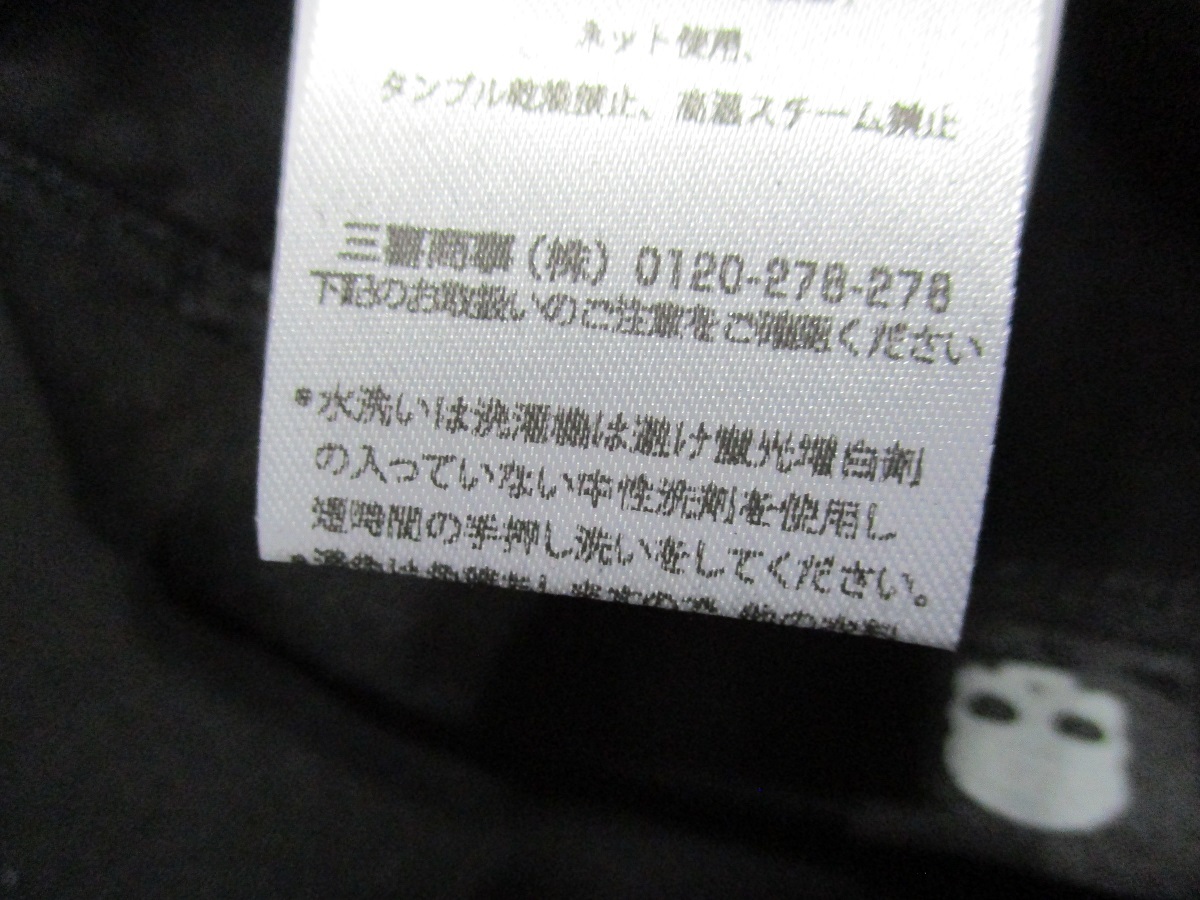 ネット使用、
タンブル乾燥禁止、高温スチーム禁止
三喜商事（株）0120-278-278
下記のお取扱いのご注意をご確認ください
●水洗いは洗濯機は避け蛍光増白剤
の入っていない中性洗剤を使用し
短時間の手押し洗いをしてください。